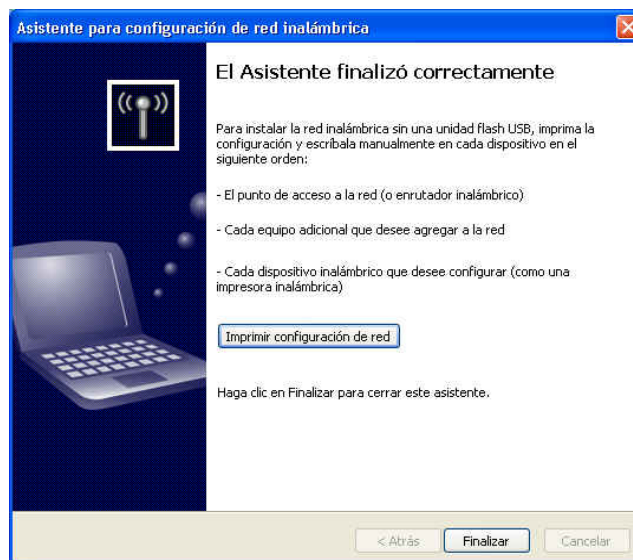 Asistente para configuración de red inalámbrica
El Asistente finalizó correctamente
Para instalar la red inalámbrica sin una unidad flash USB, imprima la
configuración y escríbala manualmente en cada dispositivo en el
siguiente orden:
- El punto de acceso a la red (o enrutador inalámbrico)
- Cada equipo adicional que desee agregar a la red
- Cada dispositivo inalámbrico que desee configurar (como una
impresora inalámbrica)
Imprimir configuración de red
Haga clic en Finalizar para cerrar este asistente.
< Atrás Finalizar Cancelar